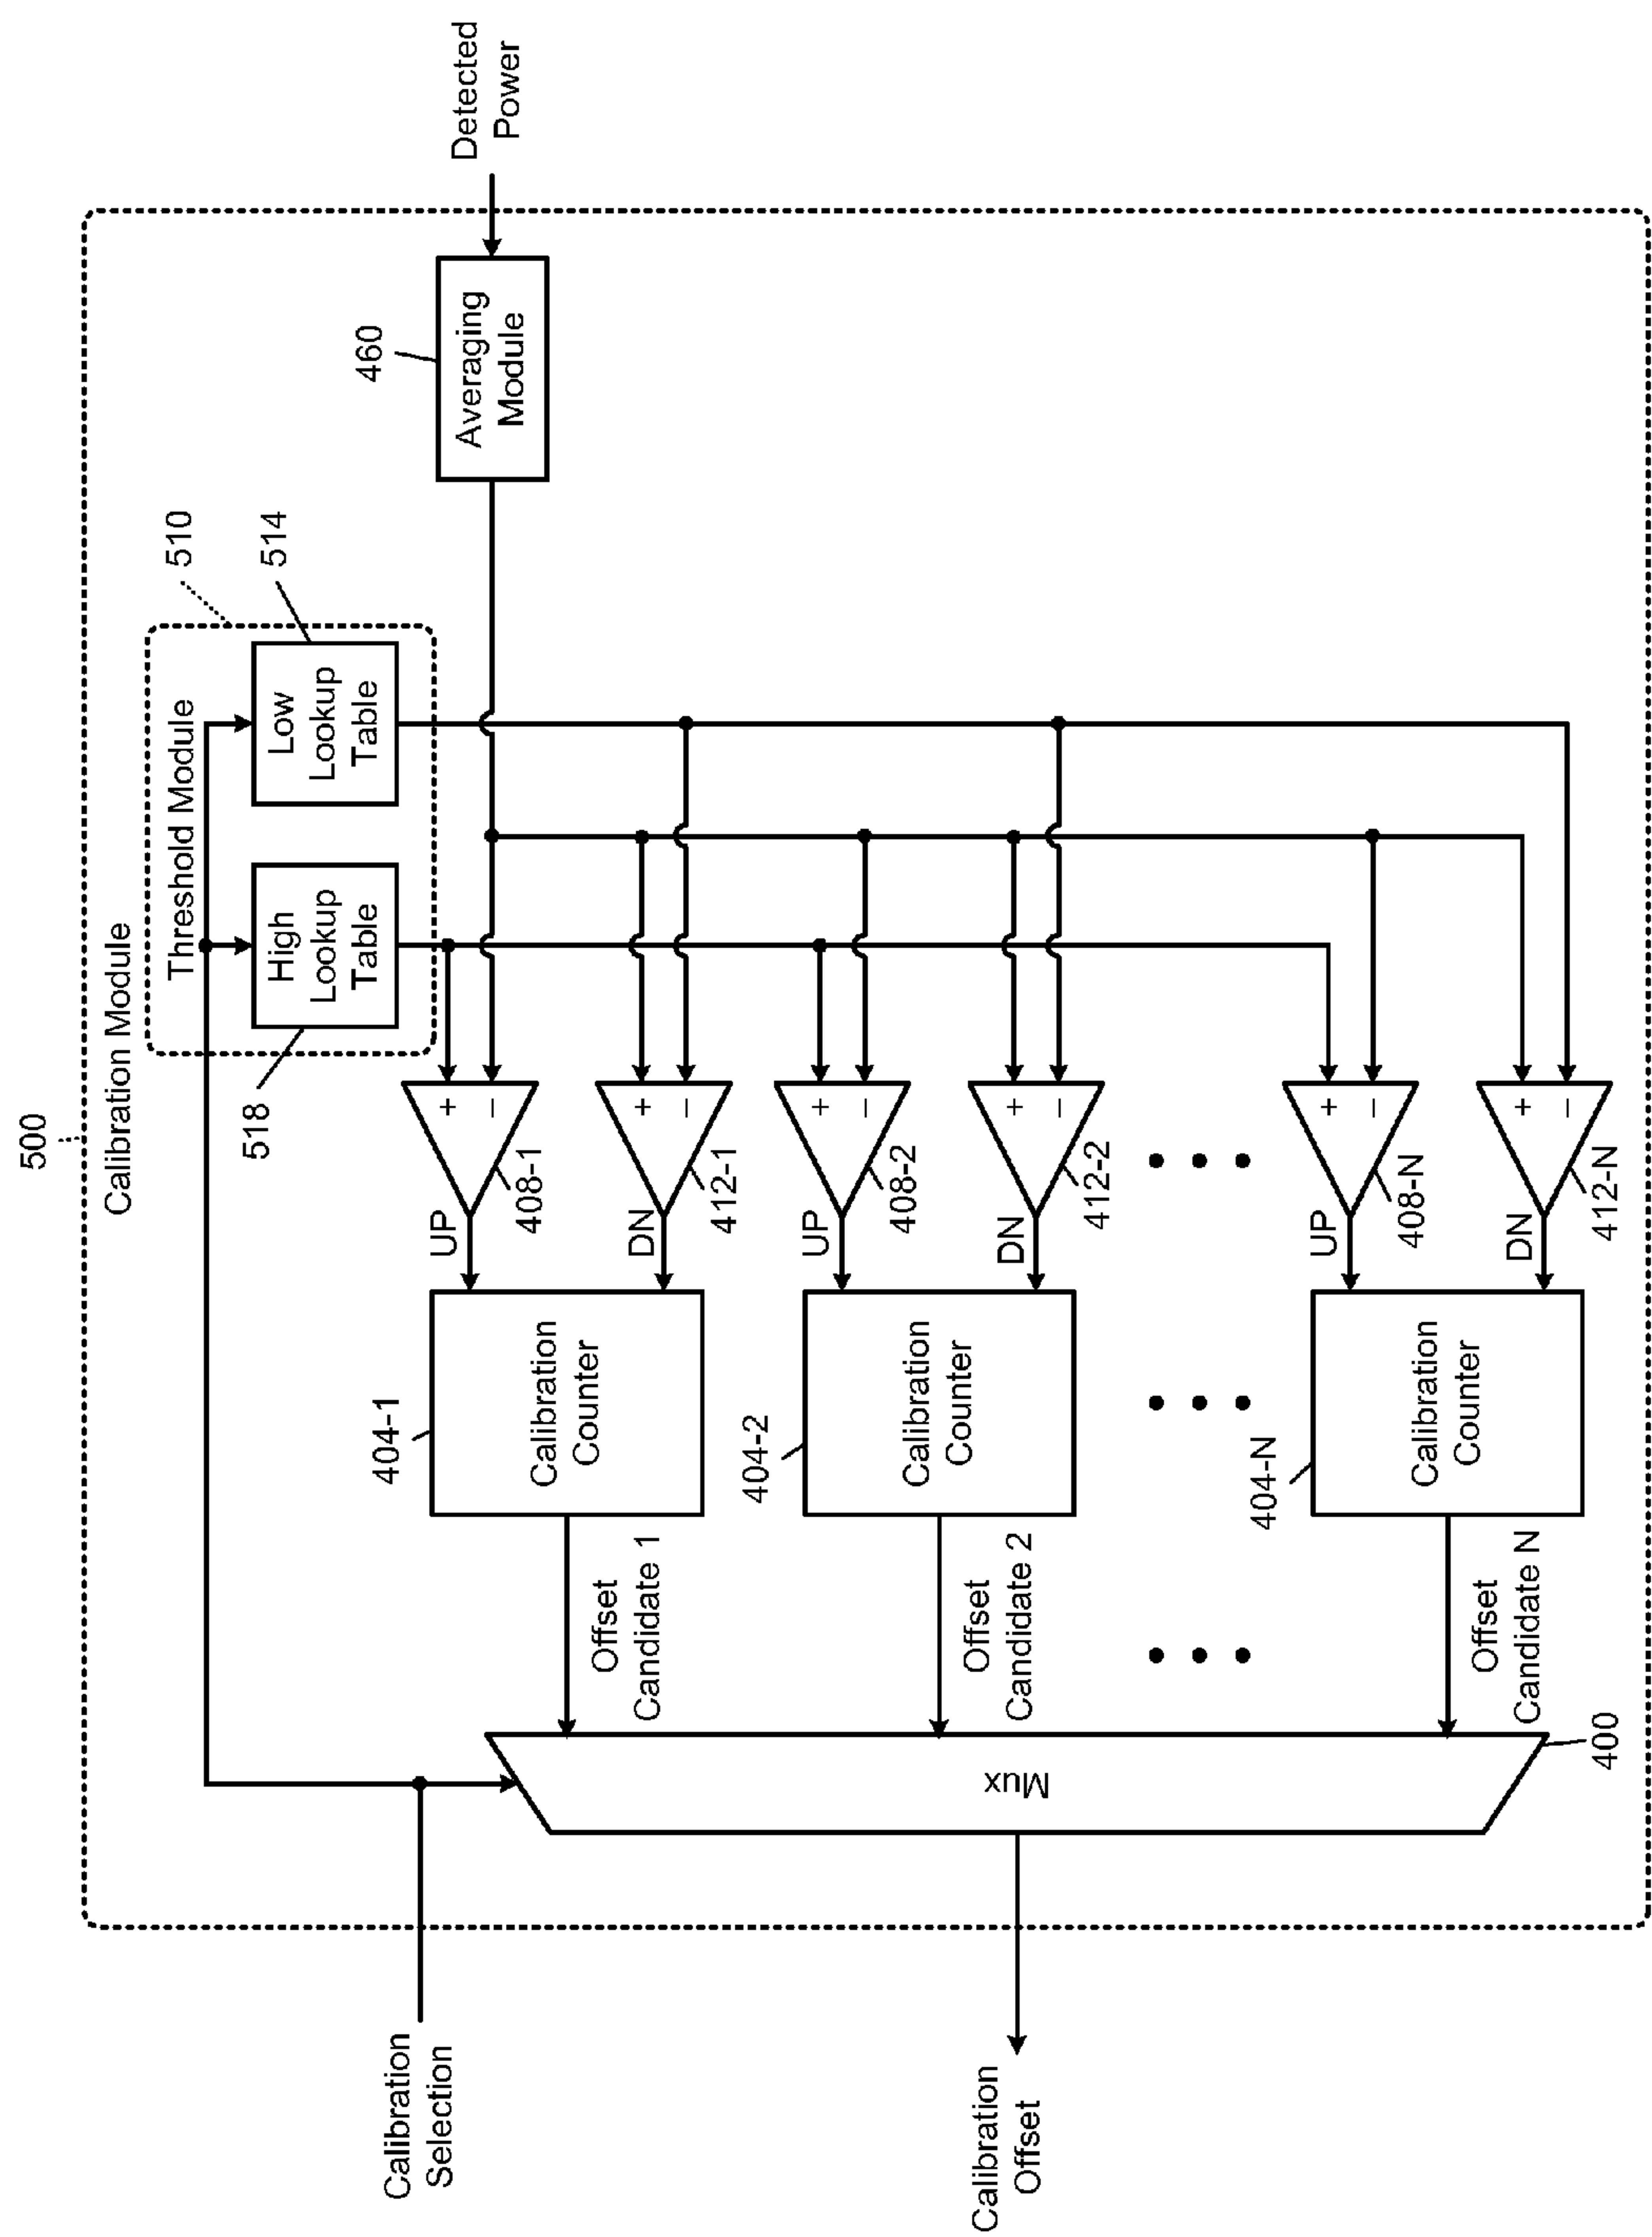 500
Calibration Module
Threshold Module
510
518
High
Lookup
Table
Low
Lookup
Table
514
460
Averaging
Module
Detected
Power
Calibration
Selection
404-1
Calibration
Counter
UP
DN
+
−
408-1
+
−
412-1
Offset
Candidate 1
404-2
Calibration
Counter
UP
DN
+
−
408-2
+
−
412-2
Offset
Candidate 2
404-N
Calibration
Counter
UP
DN
+
−
408-N
+
−
412-N
Offset
Candidate N
Mux
400
Calibration
Offset